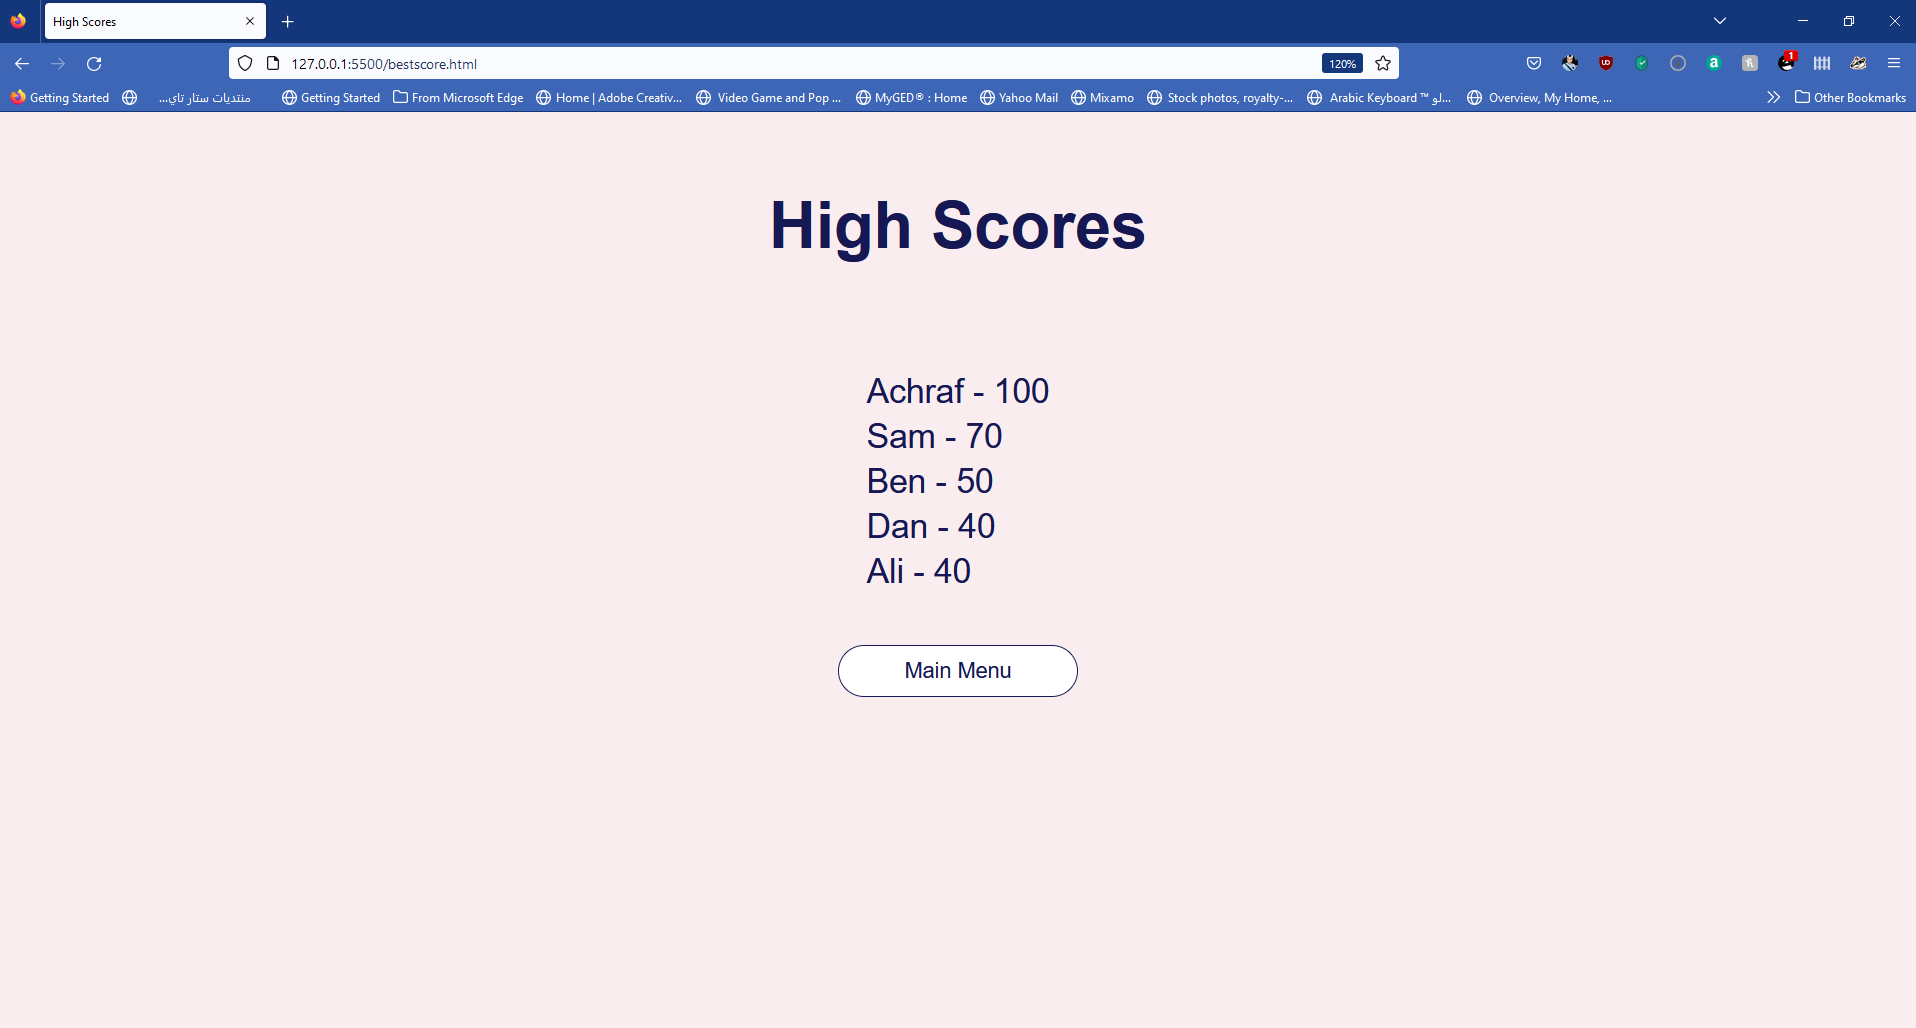 High Scores
127.0.0.1:5500/bestscore.html 120% 1
Getting Started منتديات ستار تاي... Getting Started From Microsoft Edge Home | Adobe Creativ... Video Game and Pop ... MyGED® : Home Yahoo Mail Mixamo Stock photos, royalty-... Arabic Keyboard ™ لو... Overview, My Home, ... Other Bookmarks
High Scores
Achraf - 100
Sam - 70
Ben - 50
Dan - 40
Ali - 40
Main Menu